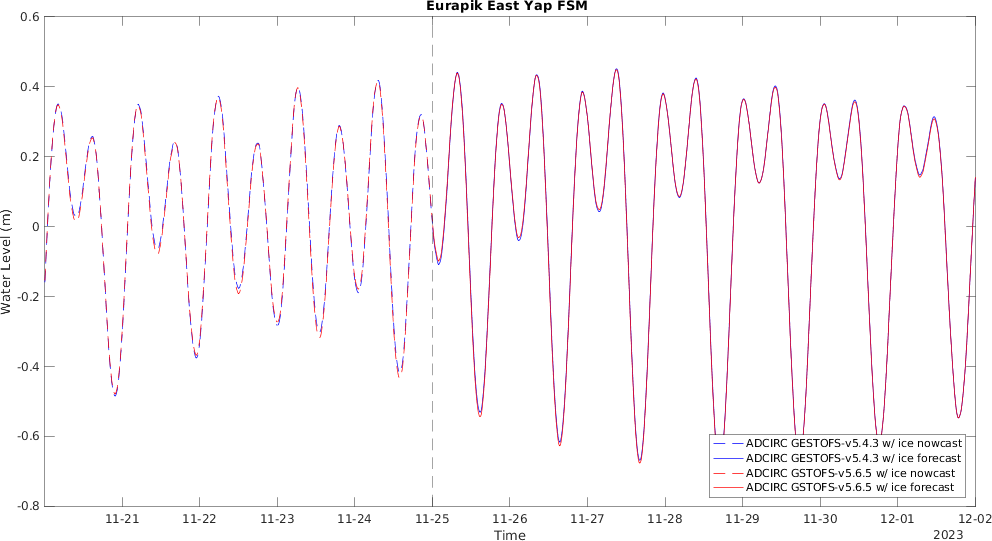 Eurapik East Yap FSM
0.6
0.4
0.2
0
-0.2
-0.4
-0.6
-0.8
Water Level (m)
ADCIRC GESTOFS-v5.4.3 w/ ice nowcast
ADCIRC GESTOFS-v5.4.3 w/ ice forecast
ADCIRC GSTOFS-v5.6.5 w/ ice nowcast
ADCIRC GSTOFS-v5.6.5 w/ ice forecast
11-21 11-22 11-23 11-24 11-25 11-26 11-27 11-28 11-29 11-30 12-01 12-02
Time
2023